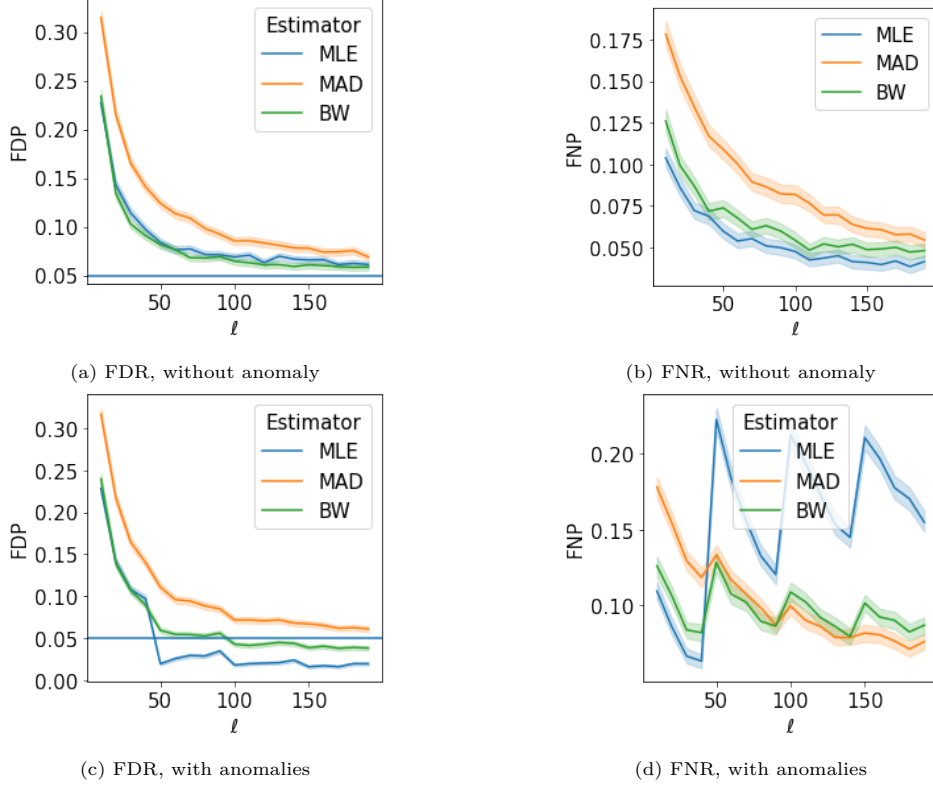 0.30
0.25
0.20
0.15
0.10
0.05
FDP
50
100
150
ℓ
Estimator
MLE
MAD
BW
(a) FDR, without anomaly
0.175
0.150
0.125
0.100
0.075
0.050
FNP
50
100
150
ℓ
MLE
MAD
BW
(b) FNR, without anomaly
0.30
0.25
0.20
0.15
0.10
0.05
0.00
FDP
50
100
150
ℓ
Estimator
MLE
MAD
BW
(c) FDR, with anomalies
0.20
0.15
0.10
FNP
50
100
150
ℓ
Estimator
MLE
MAD
BW
(d) FNR, with anomalies